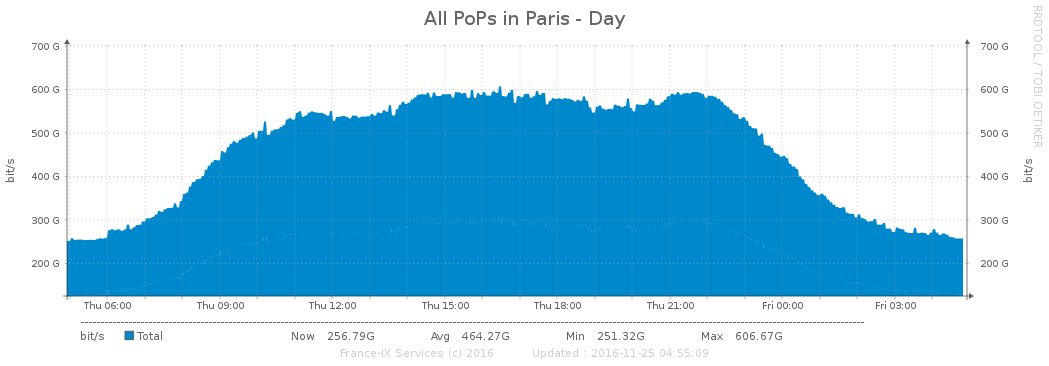 All PoPs in Paris - Day
RRDTOOL / TOBI OETIKER
700 G 700 G
600 G 600 G
500 G 500 G
400 G 400 G
300 G 300 G
200 G 200 G
bit/s bit/s
Thu 06:00 Thu 09:00 Thu 12:00 Thu 15:00 Thu 18:00 Thu 21:00 Fri 00:00 Fri 03:00
bit/s Total Now 256.79G Avg 464.27G Min 251.32G Max 606.67G
France-IX Services (c) 2016 Updated : 2016-11-25 04:55:09